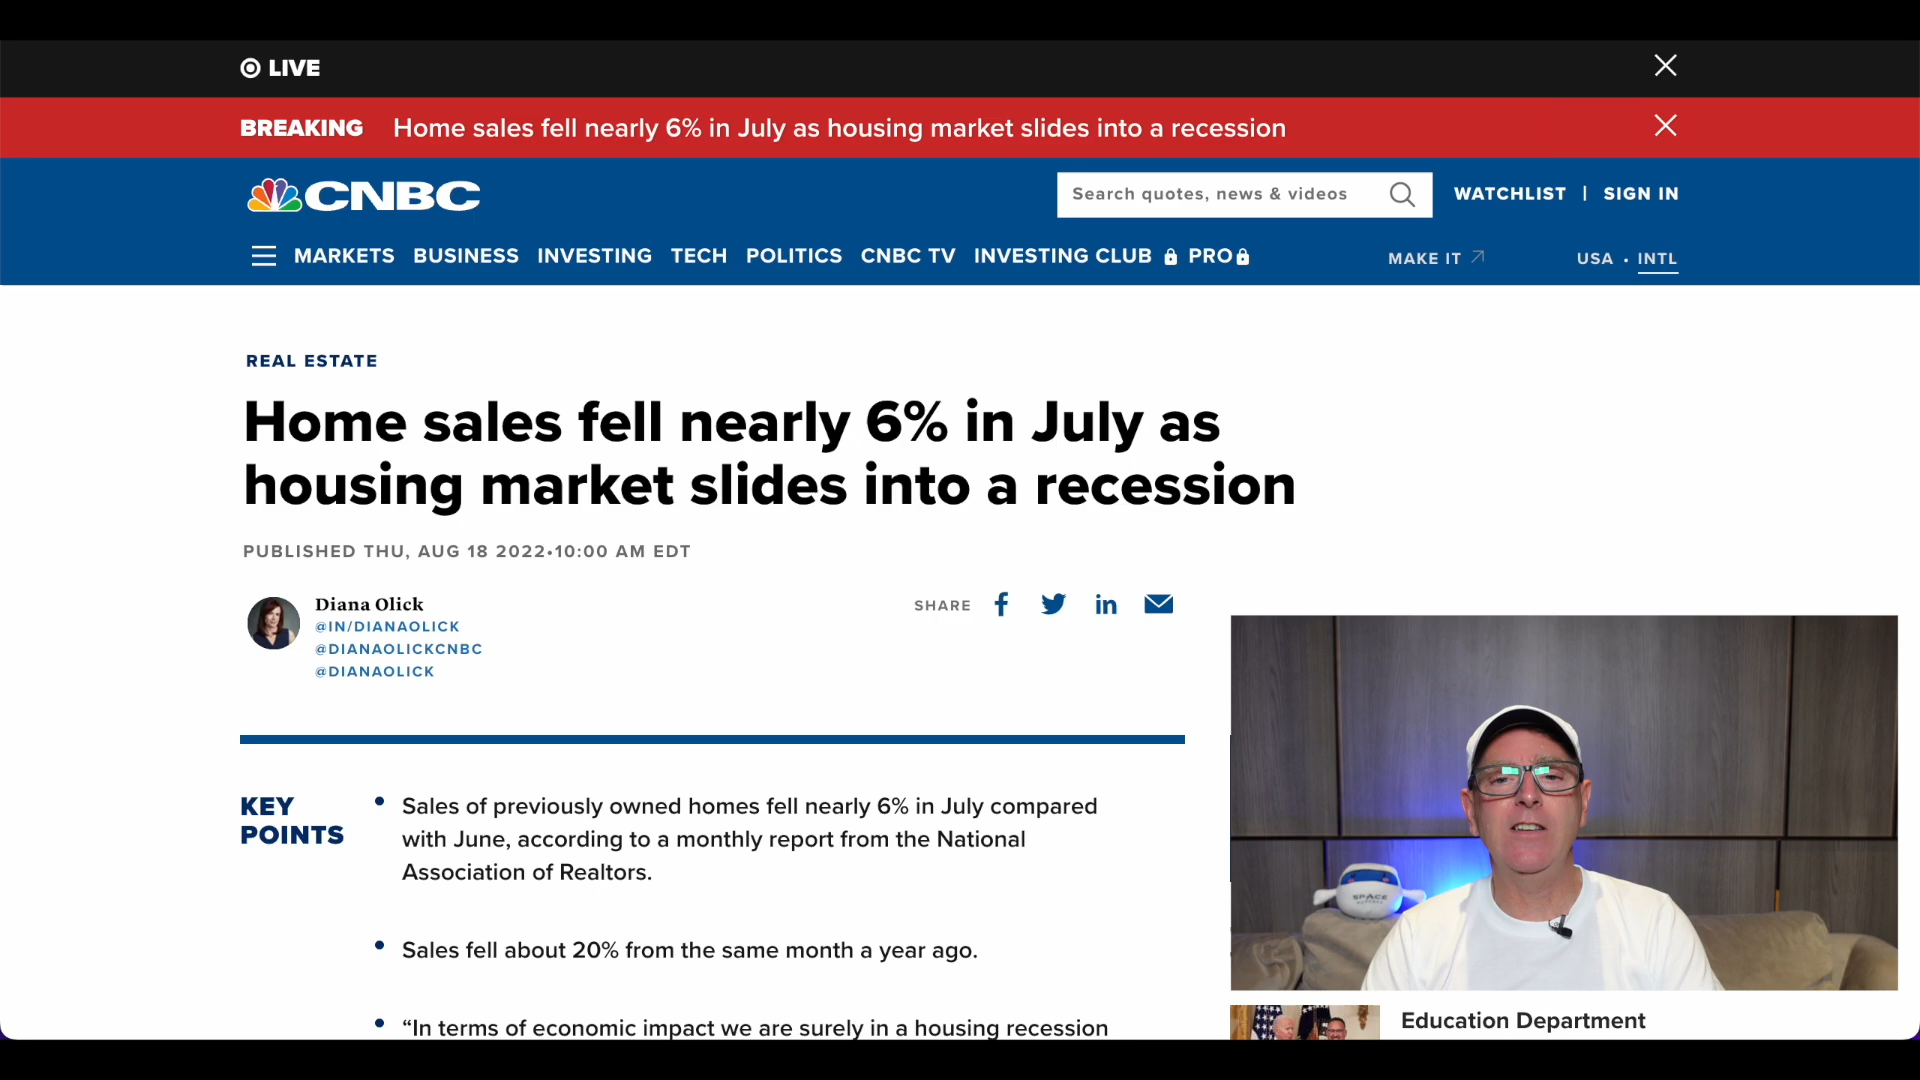 LIVE
BREAKING Home sales fell nearly 6% in July as housing market slides into a recession
CNBC
Search quotes, news & videos
WATCHLIST | SIGN IN
MARKETS BUSINESS INVESTING TECH POLITICS CNBC TV INVESTING CLUB PRO
MAKE IT
USA • INTL
REAL ESTATE
Home sales fell nearly 6% in July as
housing market slides into a recession
PUBLISHED THU, AUG 18 2022•10:00 AM EDT
Diana Olick
@IN/DIANAOLICK
@DIANAOLICKCNBC
@DIANAOLICK
SHARE
KEY
POINTS
• Sales of previously owned homes fell nearly 6% in July compared
with June, according to a monthly report from the National
Association of Realtors.
• Sales fell about 20% from the same month a year ago.
• “In terms of economic impact we are surely in a housing recession
SPACE
Education Department